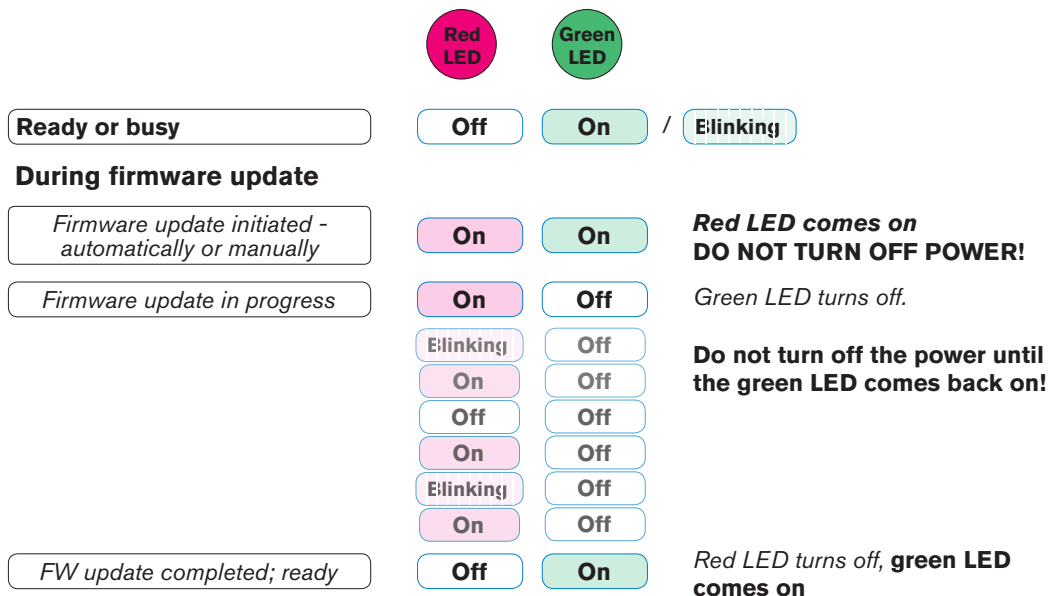 Red LED
Green LED
Ready or busy Off On / Blinking
During firmware update
Firmware update initiated -
automatically or manually
On On
Red LED comes on
DO NOT TURN OFF POWER!
Firmware update in progress On Off Green LED turns off.
Blinking Off
Do not turn off the power until
the green LED comes back on!
On Off
Off Off
On Off
Blinking Off
On Off
FW update completed; ready Off On
Red LED turns off, green LED
comes on